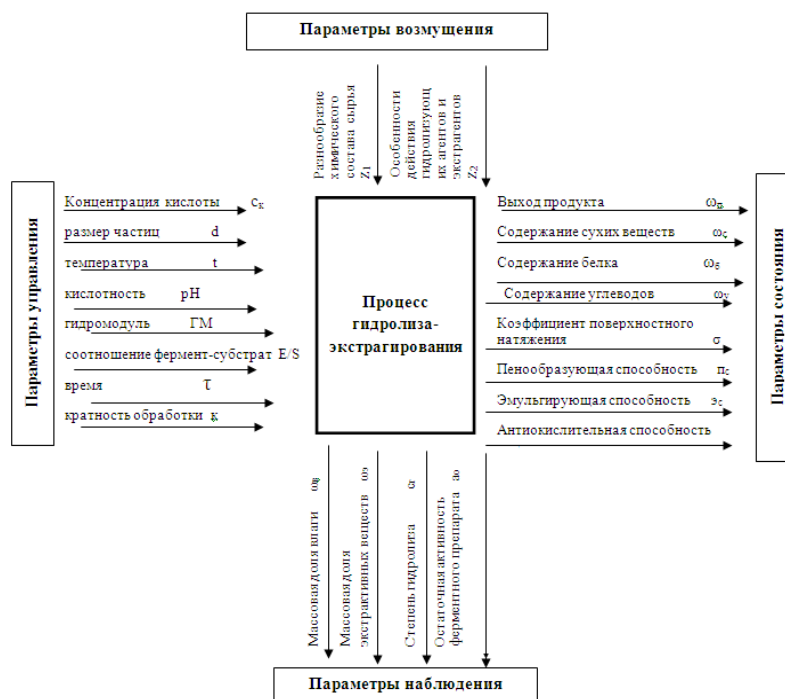 Параметры возмущения
Разнообразие
химического
состава сырья
Z1
Особенности
действия
гидролизующ
их агентов и
экстрагентов
Z2
Параметры управления
Концентрация кислоты cк
размер частиц d
температура t
кислотность pH
гидромодуль ГМ
соотношение фермент-субстрат E/S
время τ
кратность обработки к
Процесс
гидролиза-
экстрагирования
Выход продукта ωп
Содержание сухих веществ ωс
Содержание белка ωб
Содержание углеводов ωу
Коэффициент поверхностного
натяжения σ
Пенообразующая способность пс
Эмульгирующая способность эс
Антиокислительная способность
Параметры состояния
Массовая доля влаги ωв
Массовая доля
экстрактивных веществ ωэ
Степень гидролиза
Остаточная активность
ферментного препарата а0
Параметры наблюдения